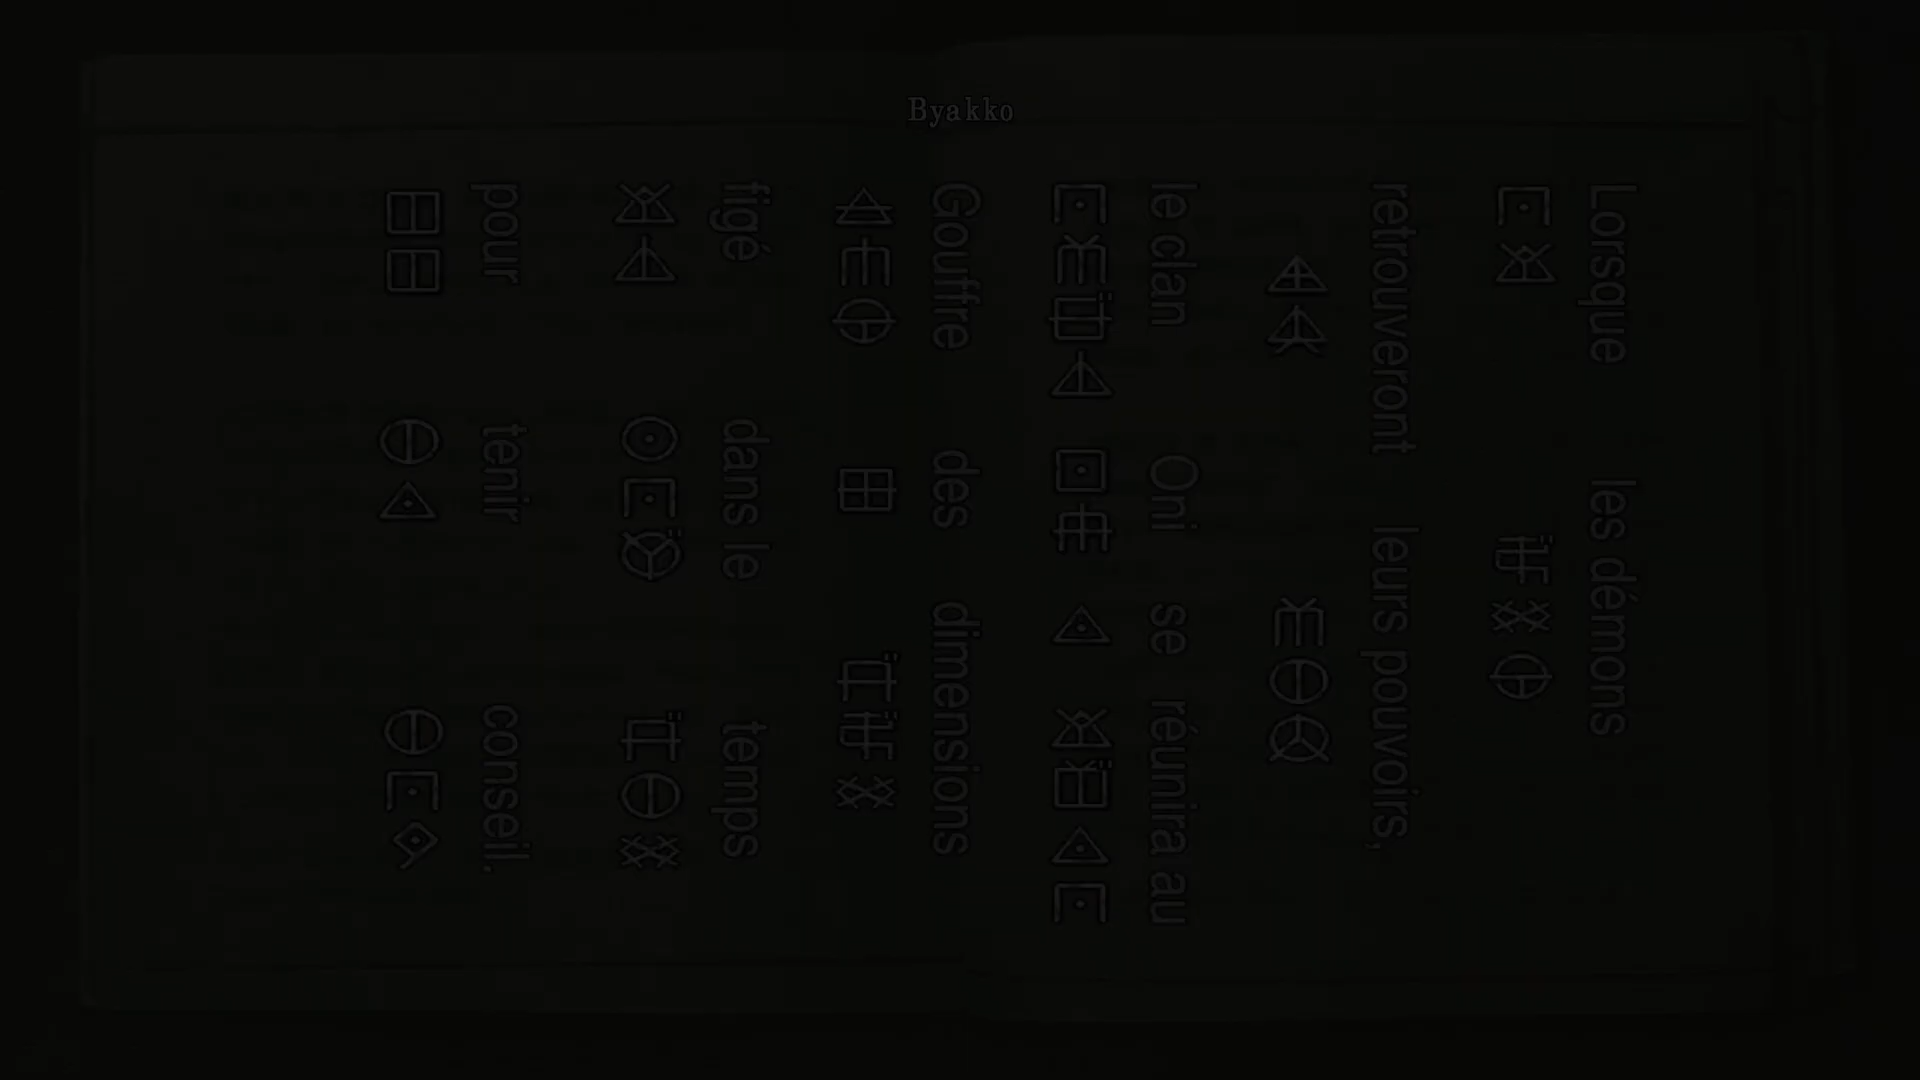 Byakko
Lorsque les démons
retrouveront leurs pouvoirs,
le clan Oni se réunira au
Gouffre des dimensions
figé dans le temps
pour tenir conseil.